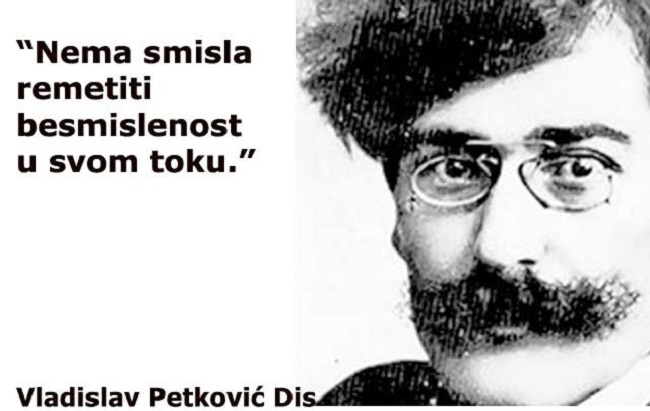 “Nema smisla
remetiti
besmislenost
u svom toku.”
Vladislav Petković Dis